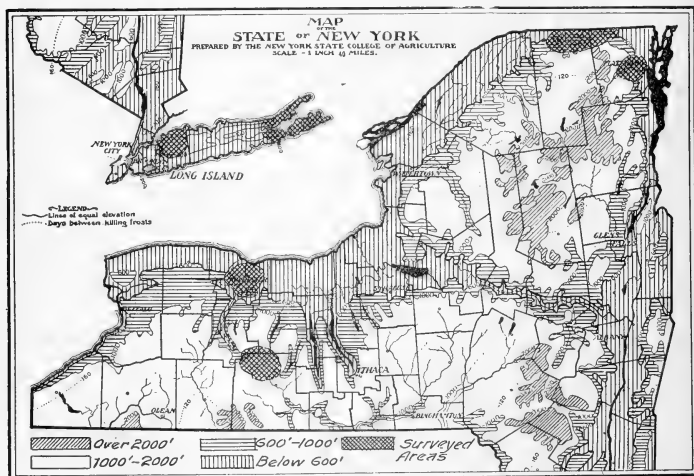 MAP
OF THE
STATE OF NEW YORK
PREPARED BY THE NEW YORK STATE COLLEGE OF AGRICULTURE
SCALE - 1 INCH 40 MILES.
NEW YORK
CITY
LONG ISLAND
LEGEND
Lines of equal elevation
Days between killing frosts
WATERTOWN
120
ALBANY
ITHACA
160
OLEAN
BINGHAMTON
Over 2000'
600'-1000'
Surveyed
Areas
1000'-2000'
Below 600'